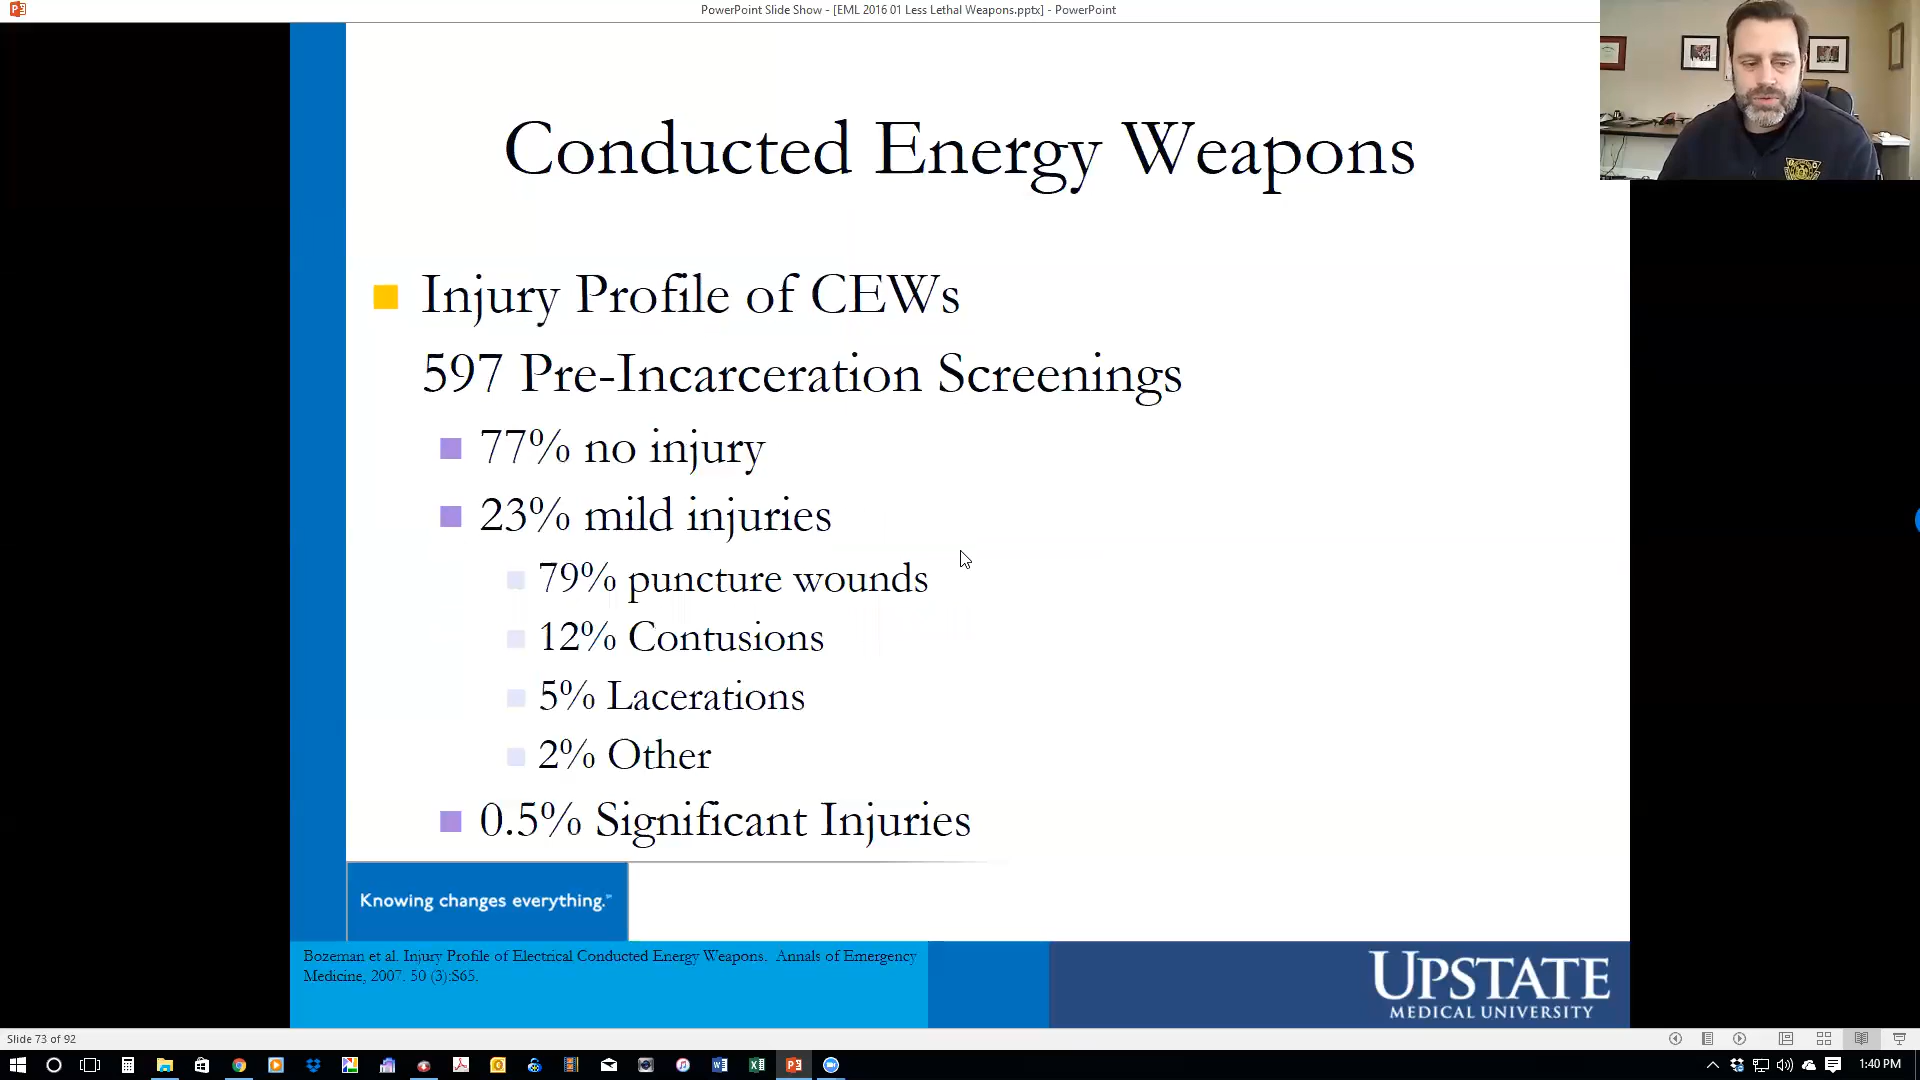 PowerPoint Slide Show - [EML 2016 01 Less Lethal Weapons.pptx] - PowerPoint
Conducted Energy Weapons
Injury Profile of CEWs
597 Pre-Incarceration Screenings
77% no injury
23% mild injuries
79% puncture wounds
12% Contusions
5% Lacerations
2% Other
0.5% Significant Injuries
Knowing changes everything.™
Bozeman et al. Injury Profile of Electrical Conducted Energy Weapons. Annals of Emergency
Medicine, 2007. 50 (3):S65.
UPSTATE
MEDICAL UNIVERSITY
Slide 73 of 92
1:40 PM